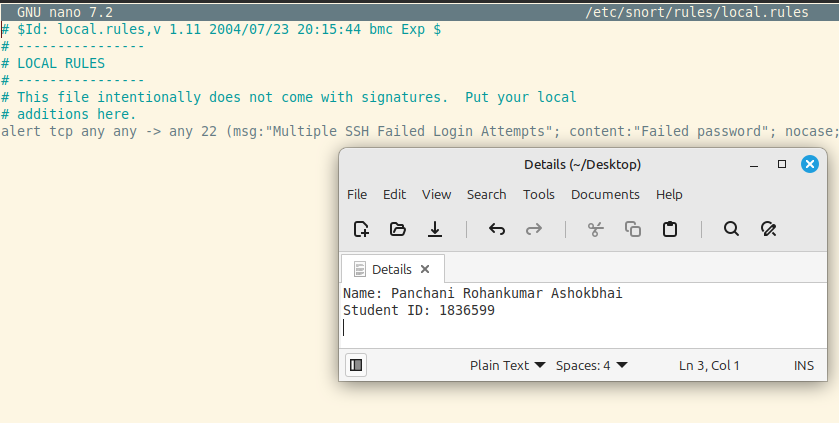 GNU nano 7.2 /etc/snort/rules/local.rules
# $Id: local.rules,v 1.11 2004/07/23 20:15:44 bmc Exp $
# ----------------
# LOCAL RULES
# ----------------
# This file intentionally does not come with signatures.  Put your local
# additions here.
alert tcp any any -> any 22 (msg:"Multiple SSH Failed Login Attempts"; content:"Failed password"; nocase;
Details (~/Desktop)
File Edit View Search Tools Documents Help
Details
Name: Panchani Rohankumar Ashokbhai
Student ID: 1836599
Plain Text Spaces: 4 Ln 3, Col 1 INS